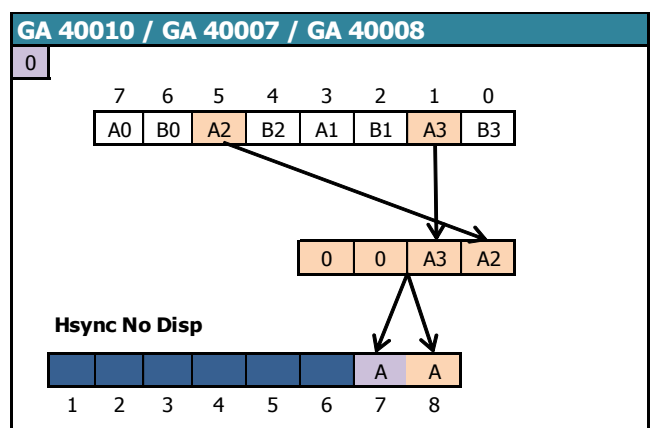 GA 40010 / GA 40007 / GA 40008
0
7 6 5 4 3 2 1 0
A0 B0 A2 B2 A1 B1 A3 B3
0 0 A3 A2
Hsync No Disp
A A
1 2 3 4 5 6 7 8